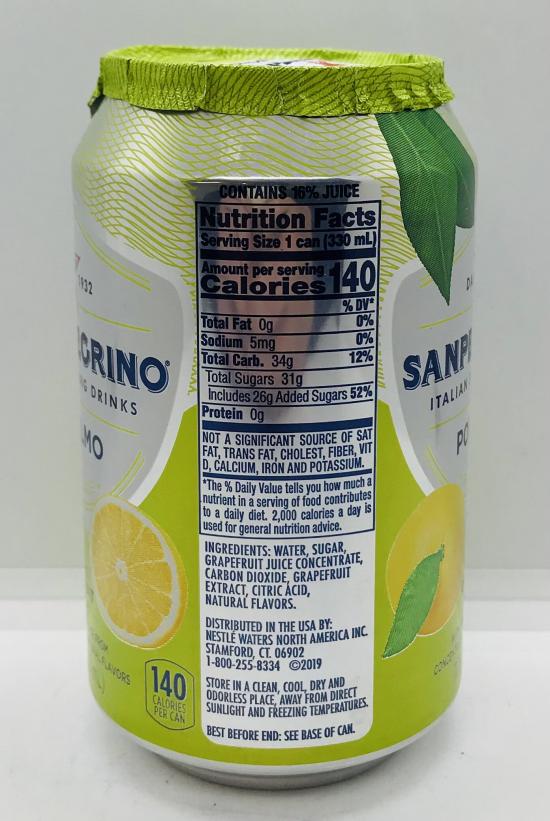 CONTAINS 16% JUICE
Nutrition Facts
Serving Size 1 can (330 mL)
Amount per serving
Calories 140
% DV*
Total Fat 0g 0%
Sodium 5mg 0%
Total Carb. 34g 12%
Total Sugars 31g
Includes 26g Added Sugars 52%
Protein 0g
NOT A SIGNIFICANT SOURCE OF SAT
FAT, TRANS FAT, CHOLEST, FIBER, VIT
D, CALCIUM, IRON AND POTASSIUM.
*The % Daily Value tells you how much a
nutrient in a serving of food contributes
to a daily diet. 2,000 calories a day is
used for general nutrition advice.
INGREDIENTS: WATER, SUGAR,
GRAPEFRUIT JUICE CONCENTRATE,
CARBON DIOXIDE, GRAPEFRUIT
EXTRACT, CITRIC ACID,
NATURAL FLAVORS.
DISTRIBUTED IN THE USA BY:
NESTLÉ WATERS NORTH AMERICA INC.
STAMFORD, CT. 06902
1-800-255-8334 ©2019
STORE IN A CLEAN, COOL, DRY AND
ODORLESS PLACE, AWAY FROM DIRECT
SUNLIGHT AND FREEZING TEMPERATURES.
BEST BEFORE END: SEE BASE OF CAN.
1932
GRINO®
G DRINKS
LMO
FROM
FLAVORS
140
CALORIES
PER CAN
SANPE
ITALIAN
PO